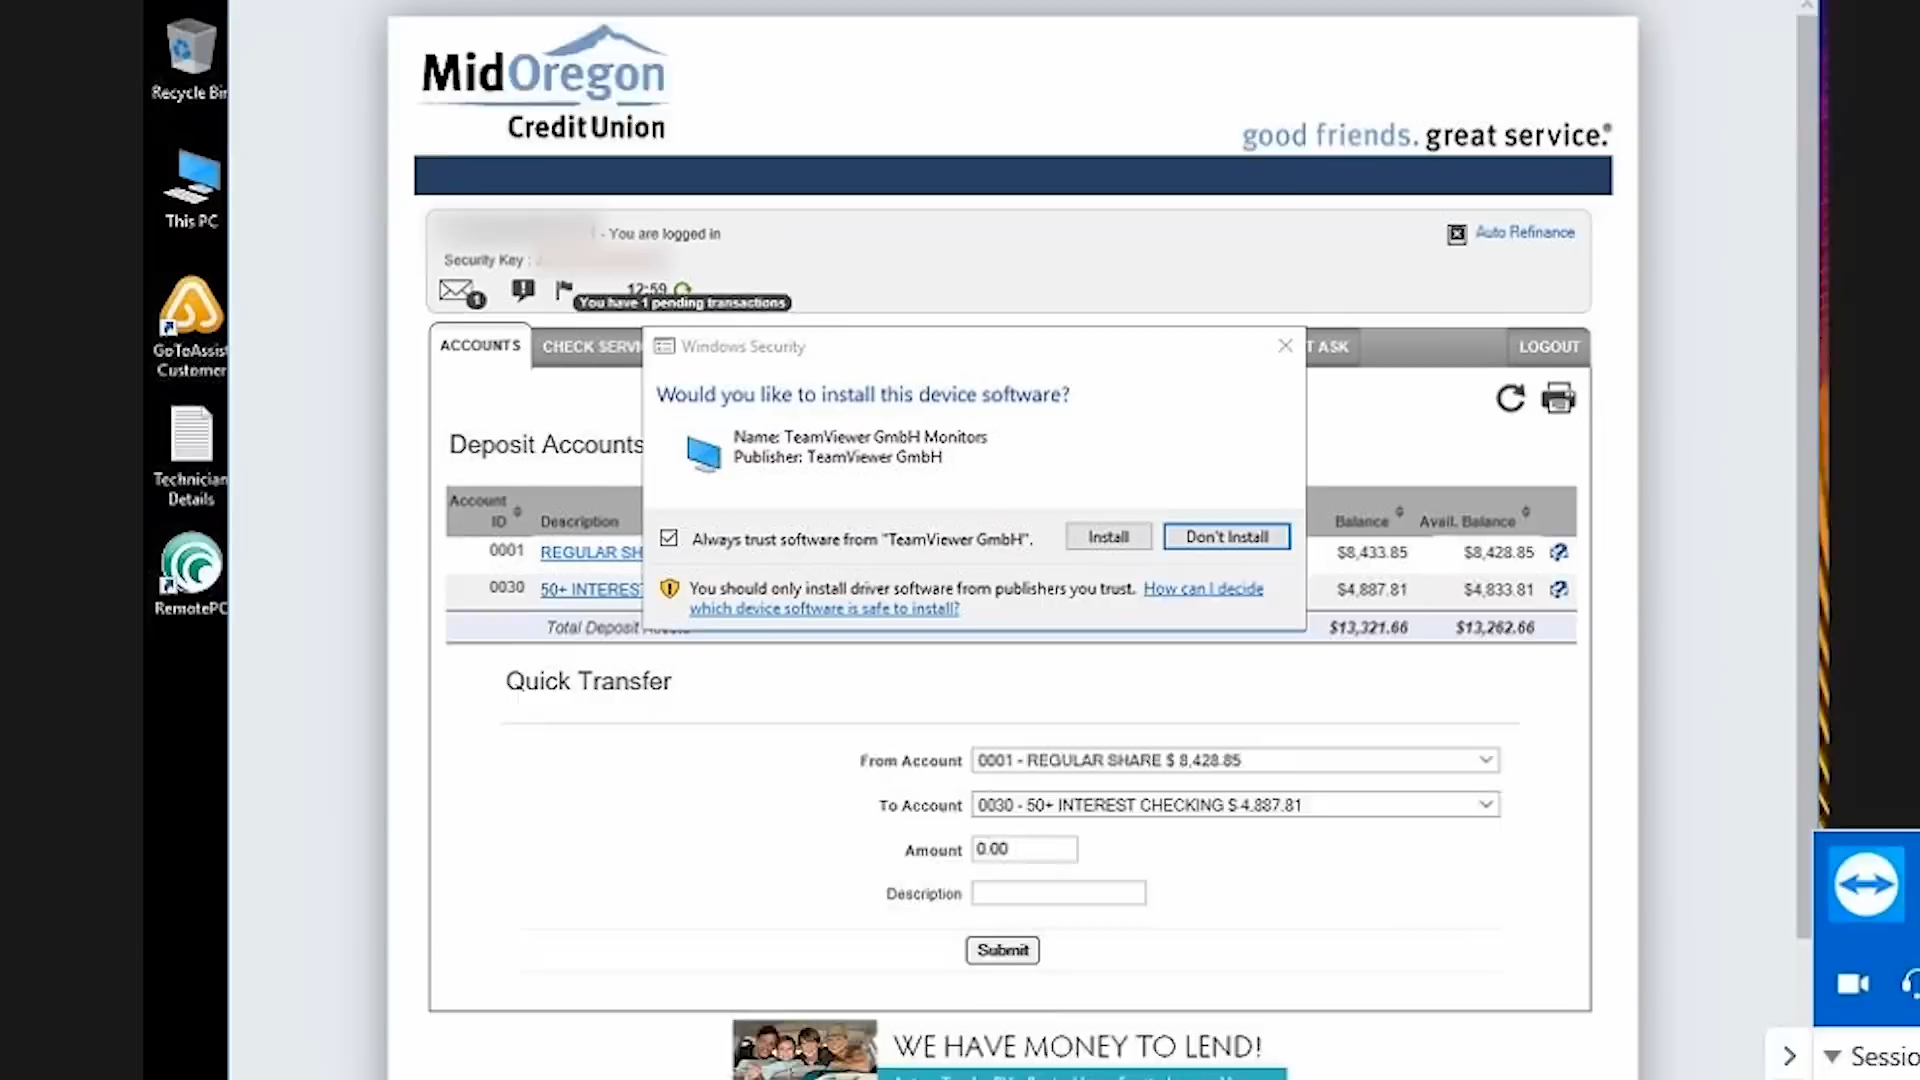 Recycle Bin
This PC
GoToAssist
Customer
Technician
Details
RemotePC
MidOregon
Credit Union
good friends. great service.®
- You are logged in
Auto Refinance
Security Key :
1
12:59
You have 1 pending transactions
ACCOUNTS
CHECK SERVI
T ASK
LOGOUT
Windows Security
Would you like to install this device software?
Name: TeamViewer GmbH Monitors
Publisher: TeamViewer GmbH
Always trust software from "TeamViewer GmbH".
Install
Don't Install
You should only install driver software from publishers you trust. How can I decide
which device software is safe to install?
Deposit Accounts
Account
ID
Description
Balance
Avail. Balance
0001
REGULAR SH
$8,433.85
$8,428.85
0030
50+ INTERES
$4,887.81
$4,833.81
Total Deposit
$13,321.66
$13,262.66
Quick Transfer
From Account
0001 - REGULAR SHARE $ 8,428.85
To Account
0030 - 50+ INTEREST CHECKING $ 4,887.81
Amount
0.00
Description
Submit
WE HAVE MONEY TO LEND!
Sessio